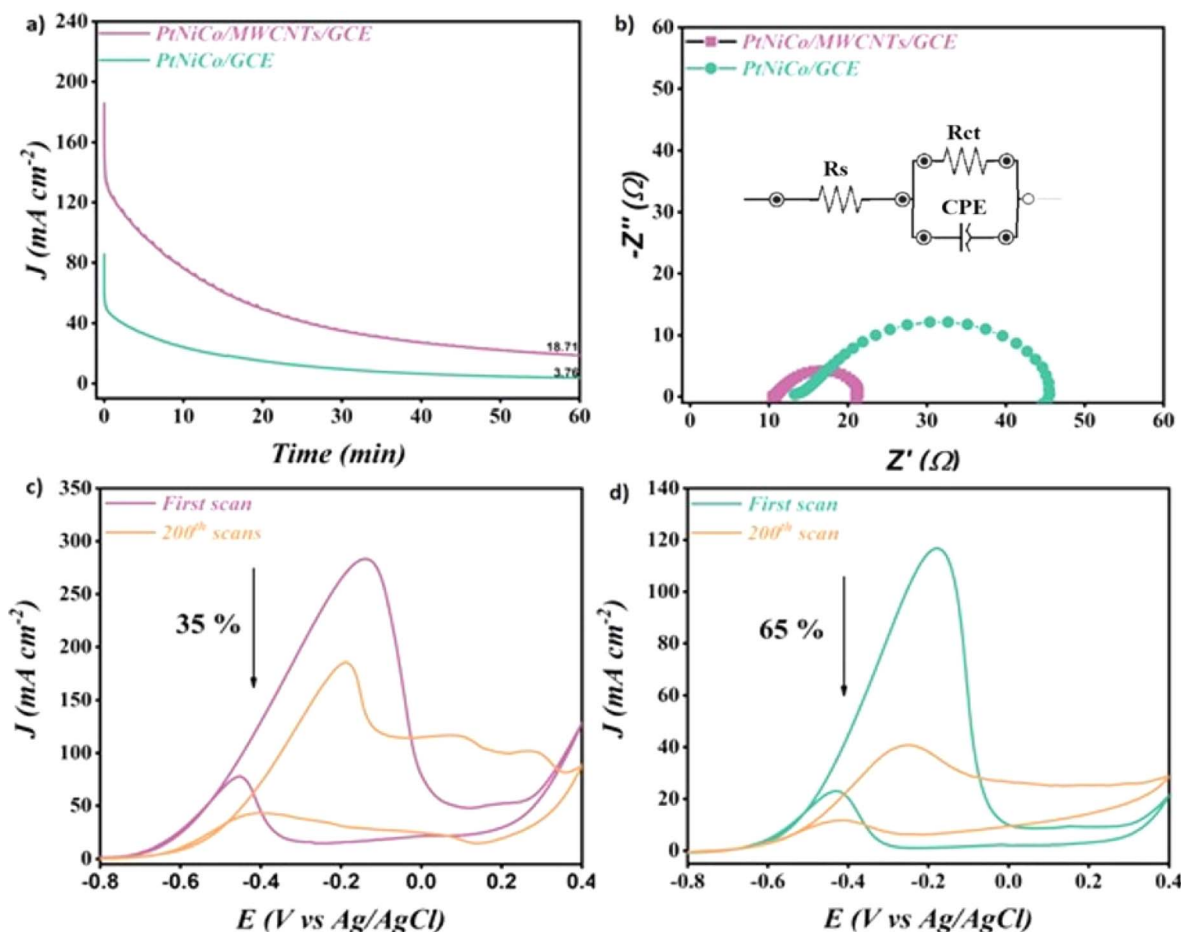 a)
240
200
160
120
80
40
0
J (mA cm⁻²)
PtNiCo/MWCNTs/GCE
PtNiCo/GCE
18.71
3.76
0 10 20 30 40 50 60
Time (min)
b)
60
50
40
30
20
10
0
-Z'' (Ω)
PtNiCo/MWCNTs/GCE
PtNiCo/GCE
Rct
Rs
CPE
0 10 20 30 40 50 60
Z' (Ω)
c)
350
300
250
200
150
100
50
0
J (mA cm⁻²)
First scan
200th scans
35 %
-0.8 -0.6 -0.4 -0.2 0.0 0.2 0.4
E (V vs Ag/AgCl)
d)
140
120
100
80
60
40
20
0
J (mA cm⁻²)
First scan
200th scan
65 %
-0.8 -0.6 -0.4 -0.2 0.0 0.2 0.4
E (V vs Ag/AgCl)